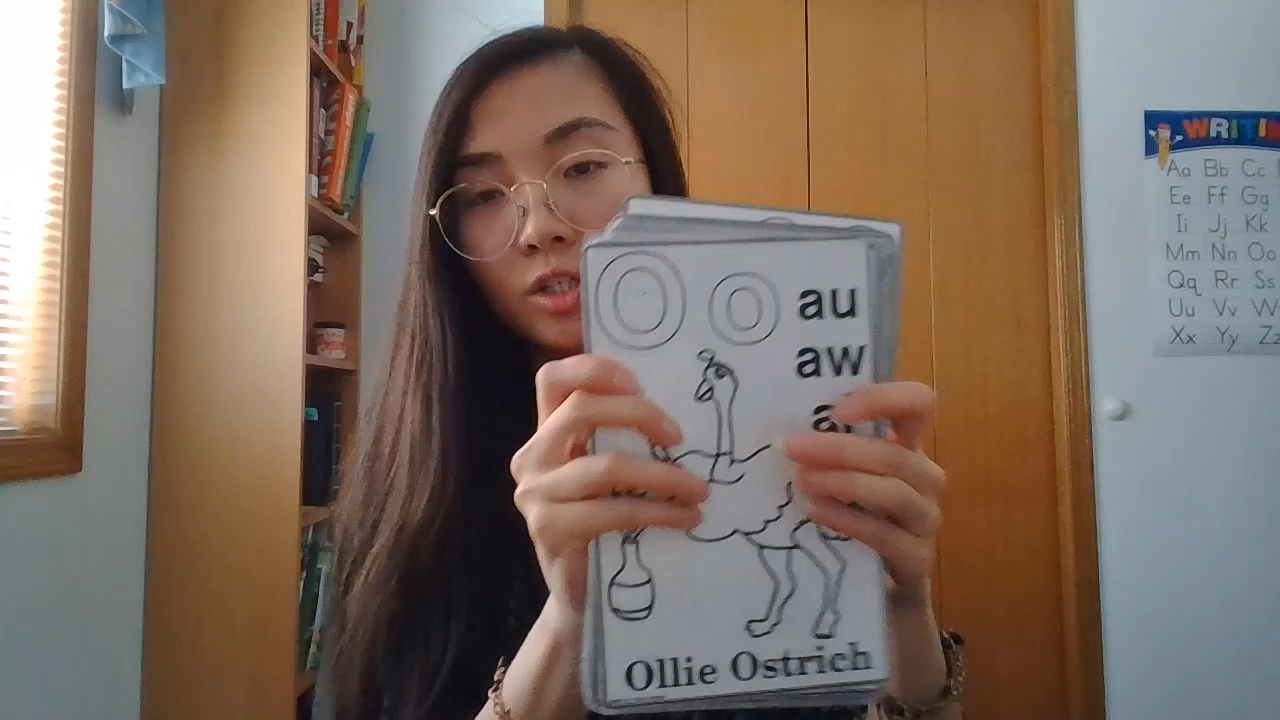 O o au
aw
Ollie Ostrich
WRITIN
Aa Bb Cc
Ee Ff Gg
Ii Jj Kk
Mm Nn Oo
Qq Rr Ss
Uu Vv
Xx Yy Zz